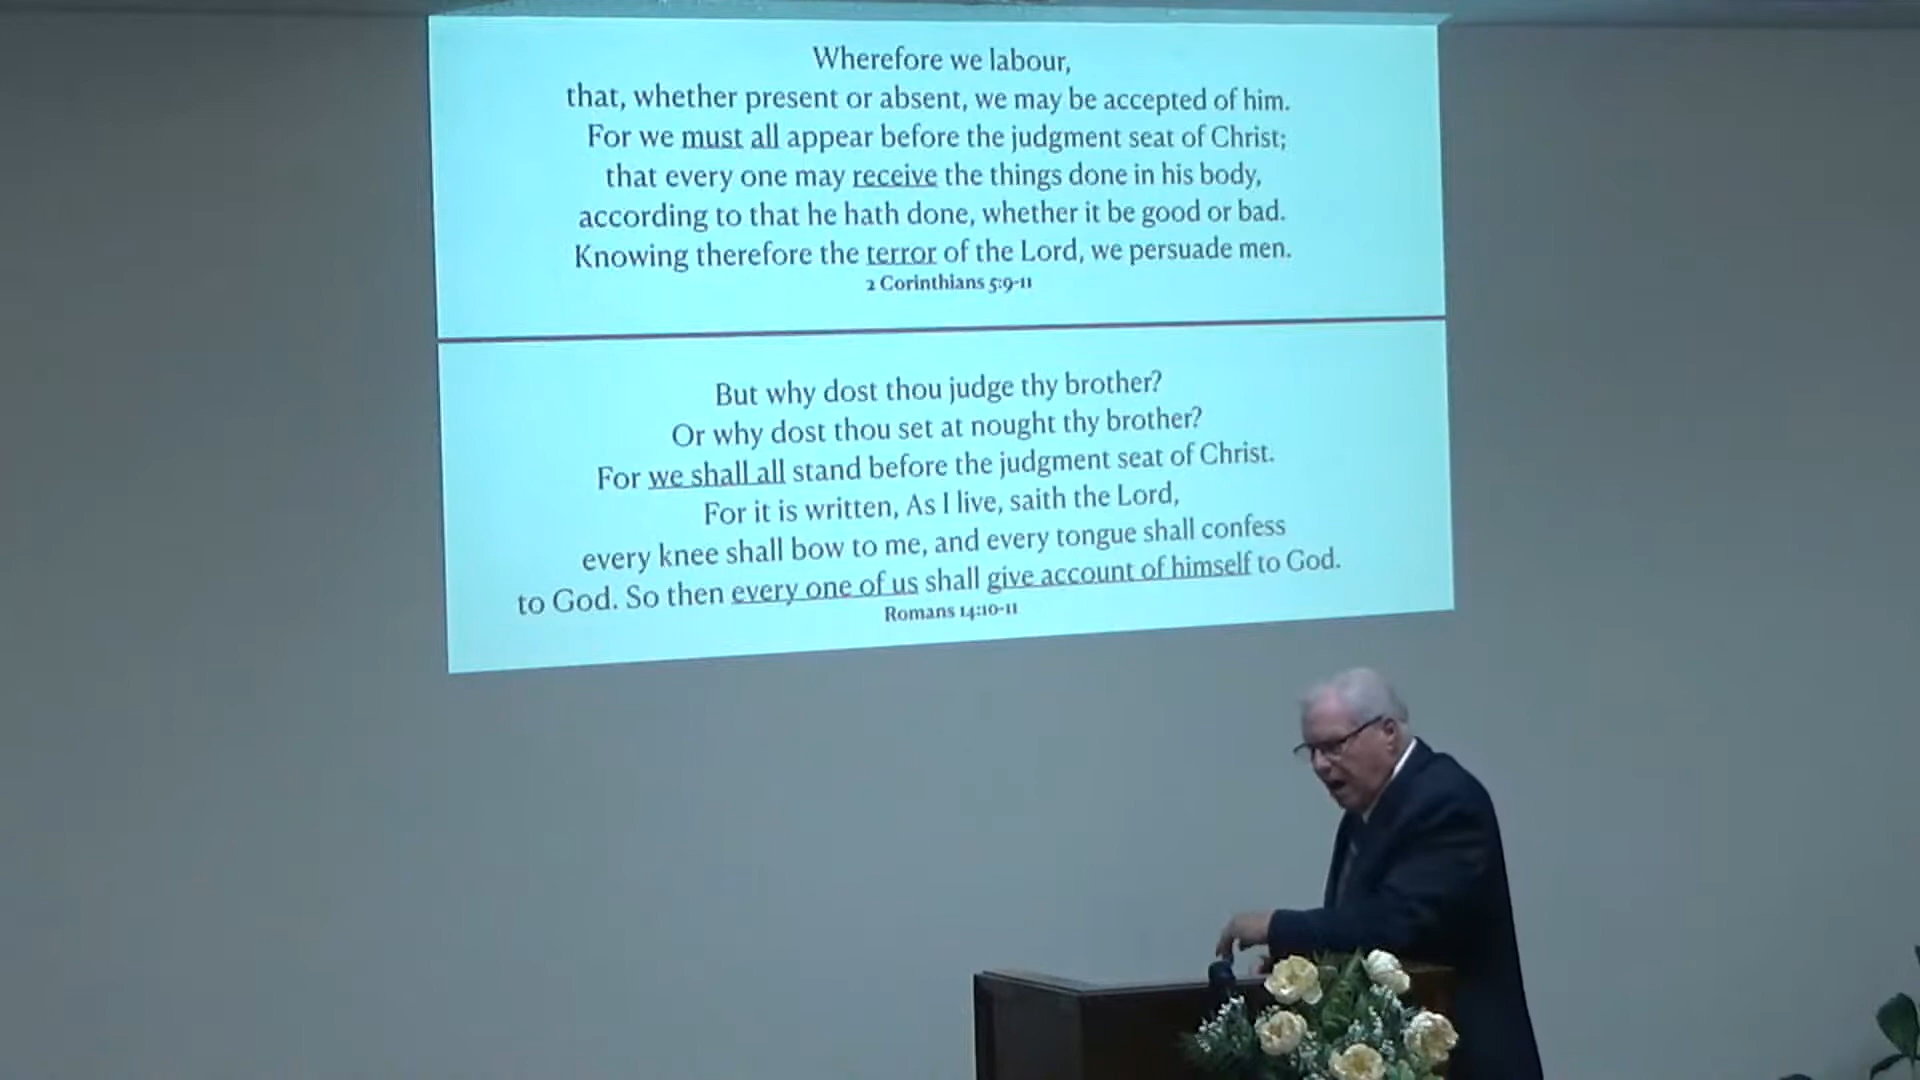 Wherefore we labour,
that, whether present or absent, we may be accepted of him.
For we must all appear before the judgment seat of Christ;
that every one may receive the things done in his body,
according to that he hath done, whether it be good or bad.
Knowing therefore the terror of the Lord, we persuade men.
2 Corinthians 5:9-11
But why dost thou judge thy brother?
Or why dost thou set at nought thy brother?
For we shall all stand before the judgment seat of Christ.
For it is written, As I live, saith the Lord,
every knee shall bow to me, and every tongue shall confess
to God. So then every one of us shall give account of himself to God.
Romans 14:10-11